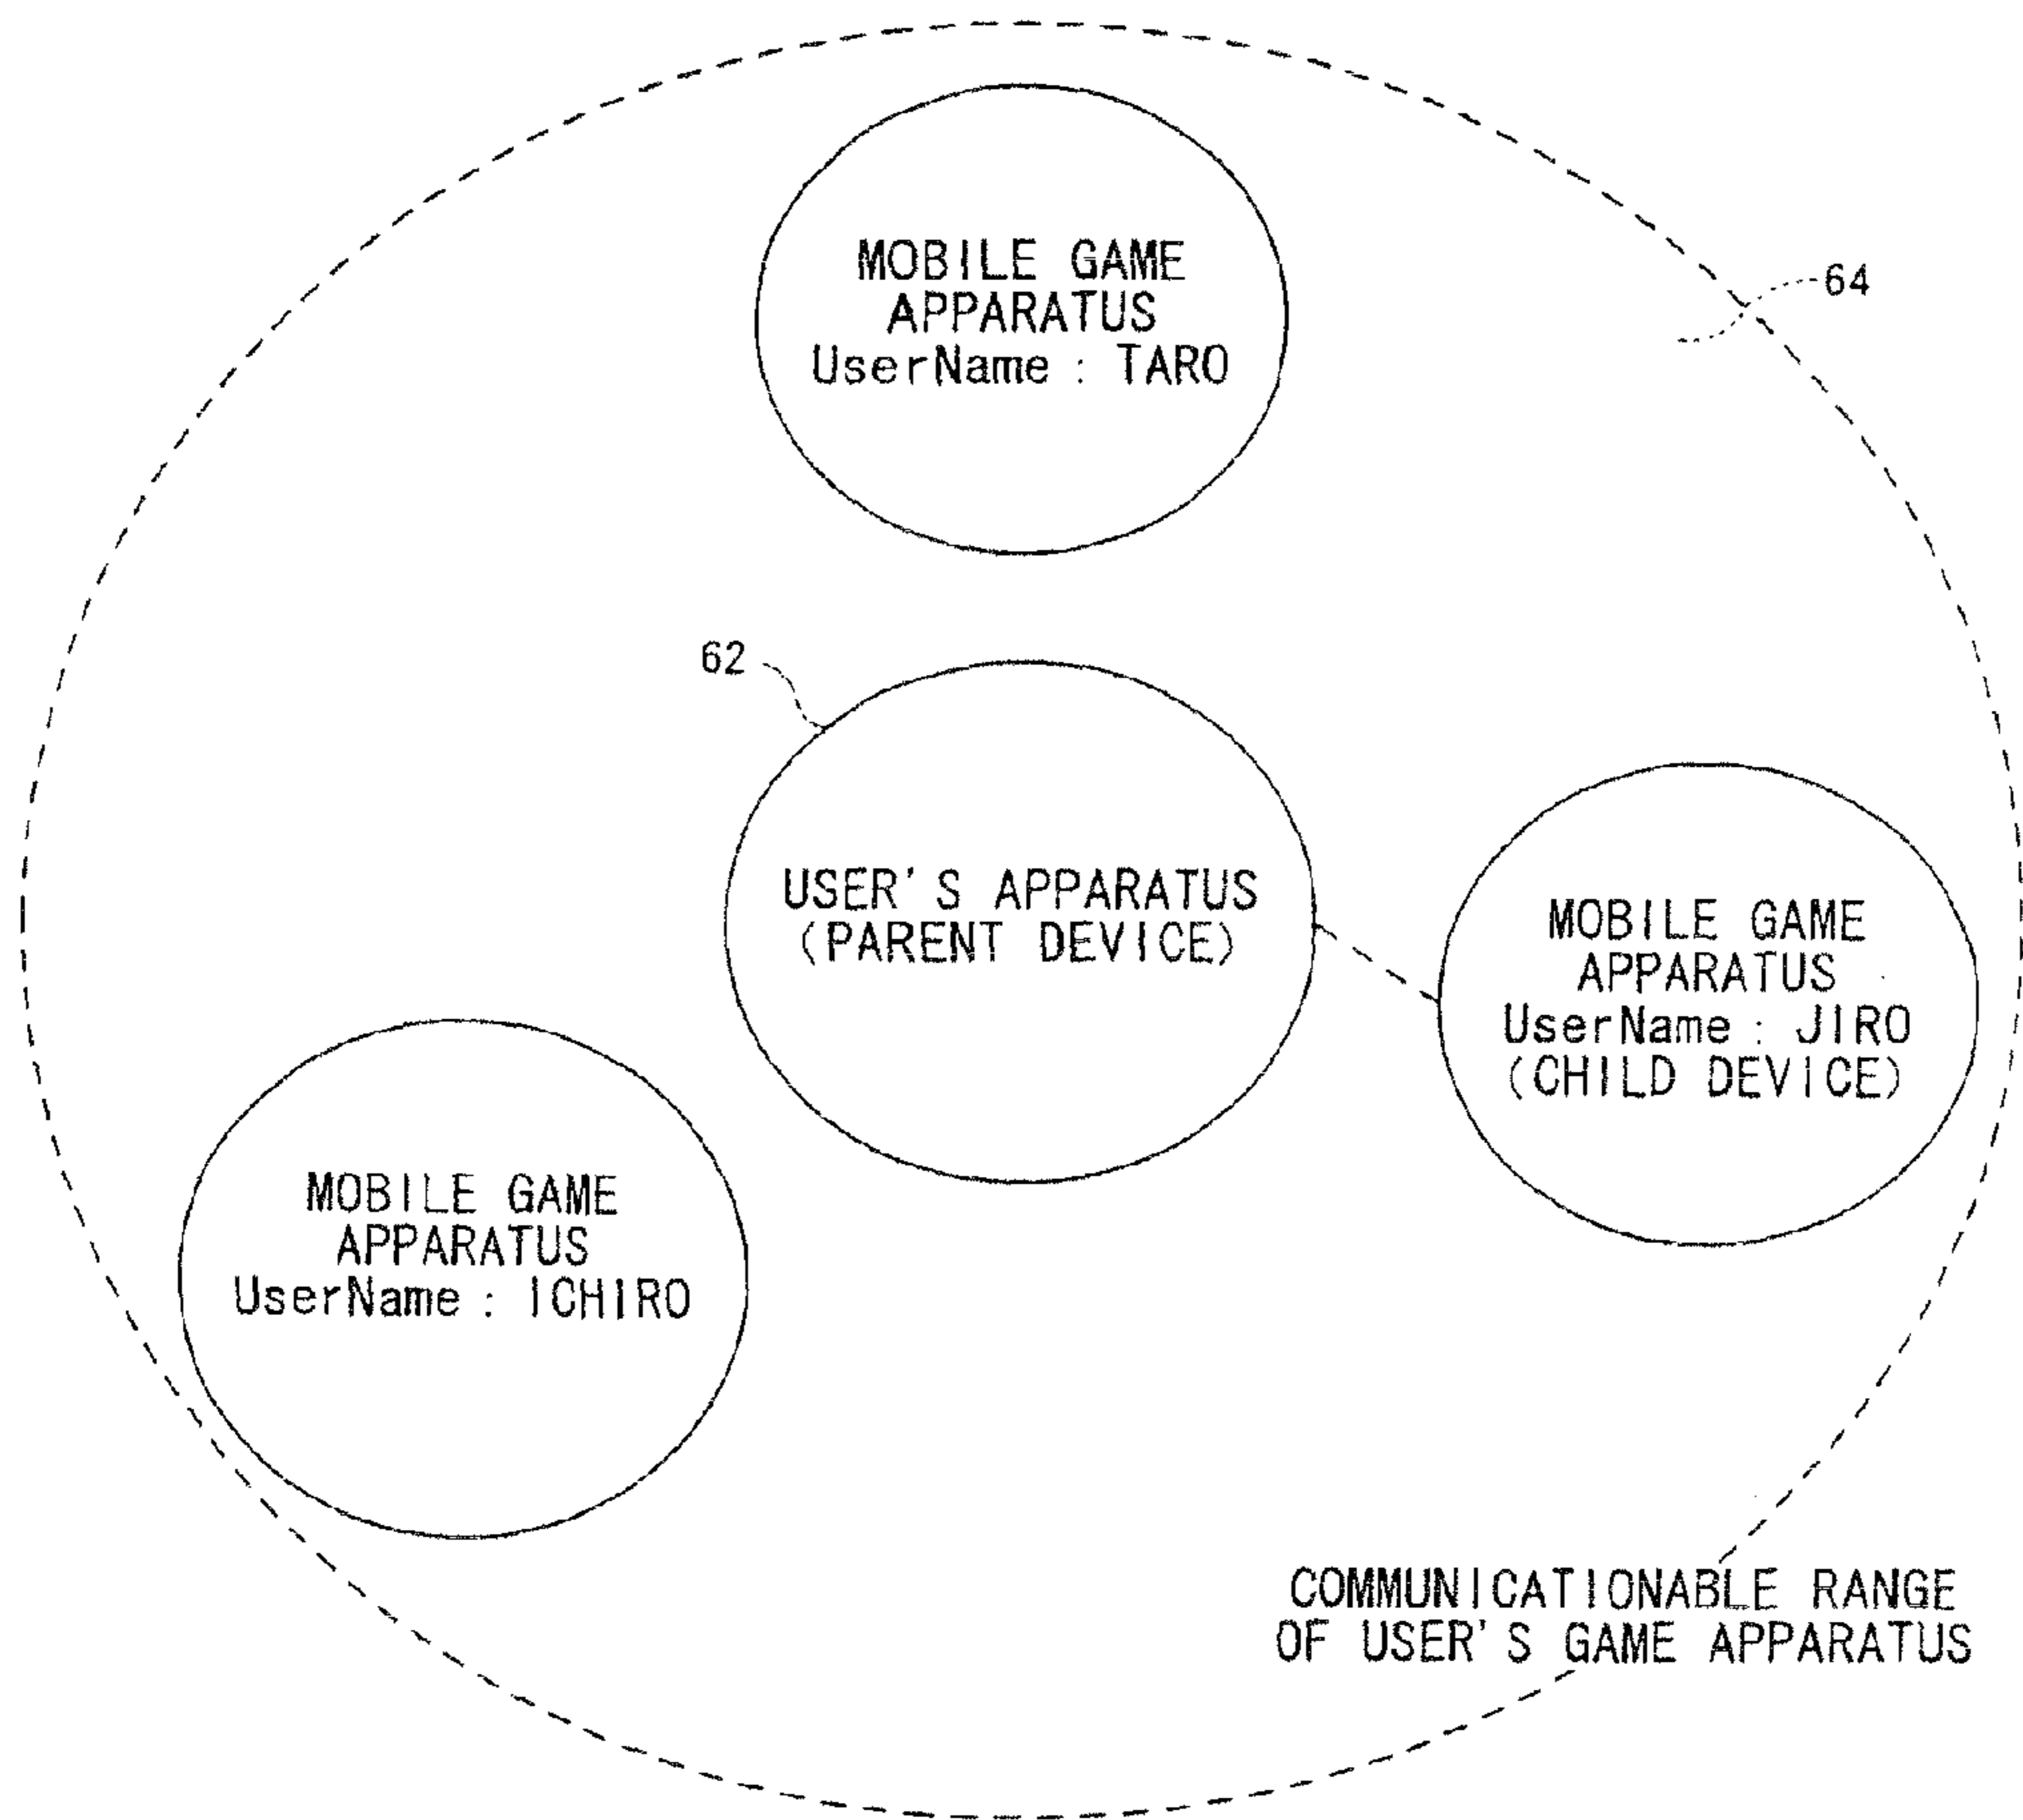 MOBILE GAME
APPARATUS
UserName : TARO
64
62
USER'S APPARATUS
(PARENT DEVICE)
MOBILE GAME
APPARATUS
UserName : JIRO
(CHILD DEVICE)
MOBILE GAME
APPARATUS
UserName : ICHIRO
COMMUNICATIONABLE RANGE
OF USER'S GAME APPARATUS